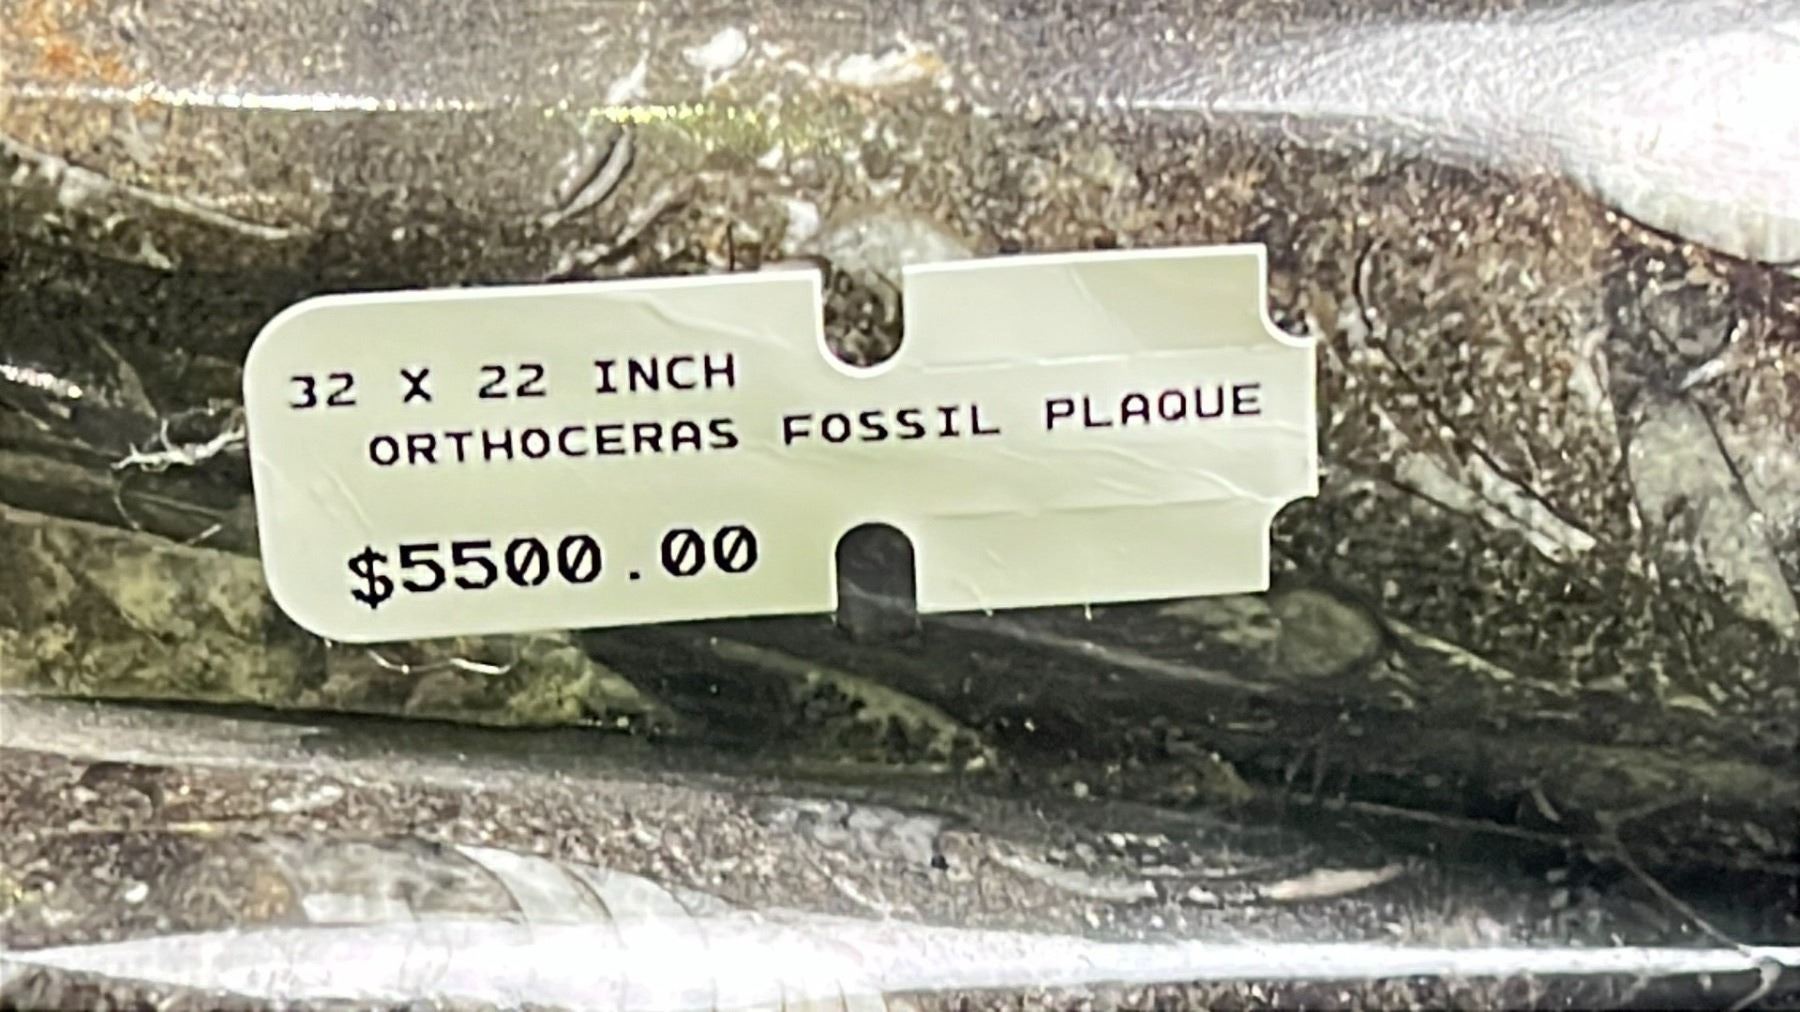 32 X 22 INCH
ORTHOCERAS FOSSIL PLAQUE
$5500.00